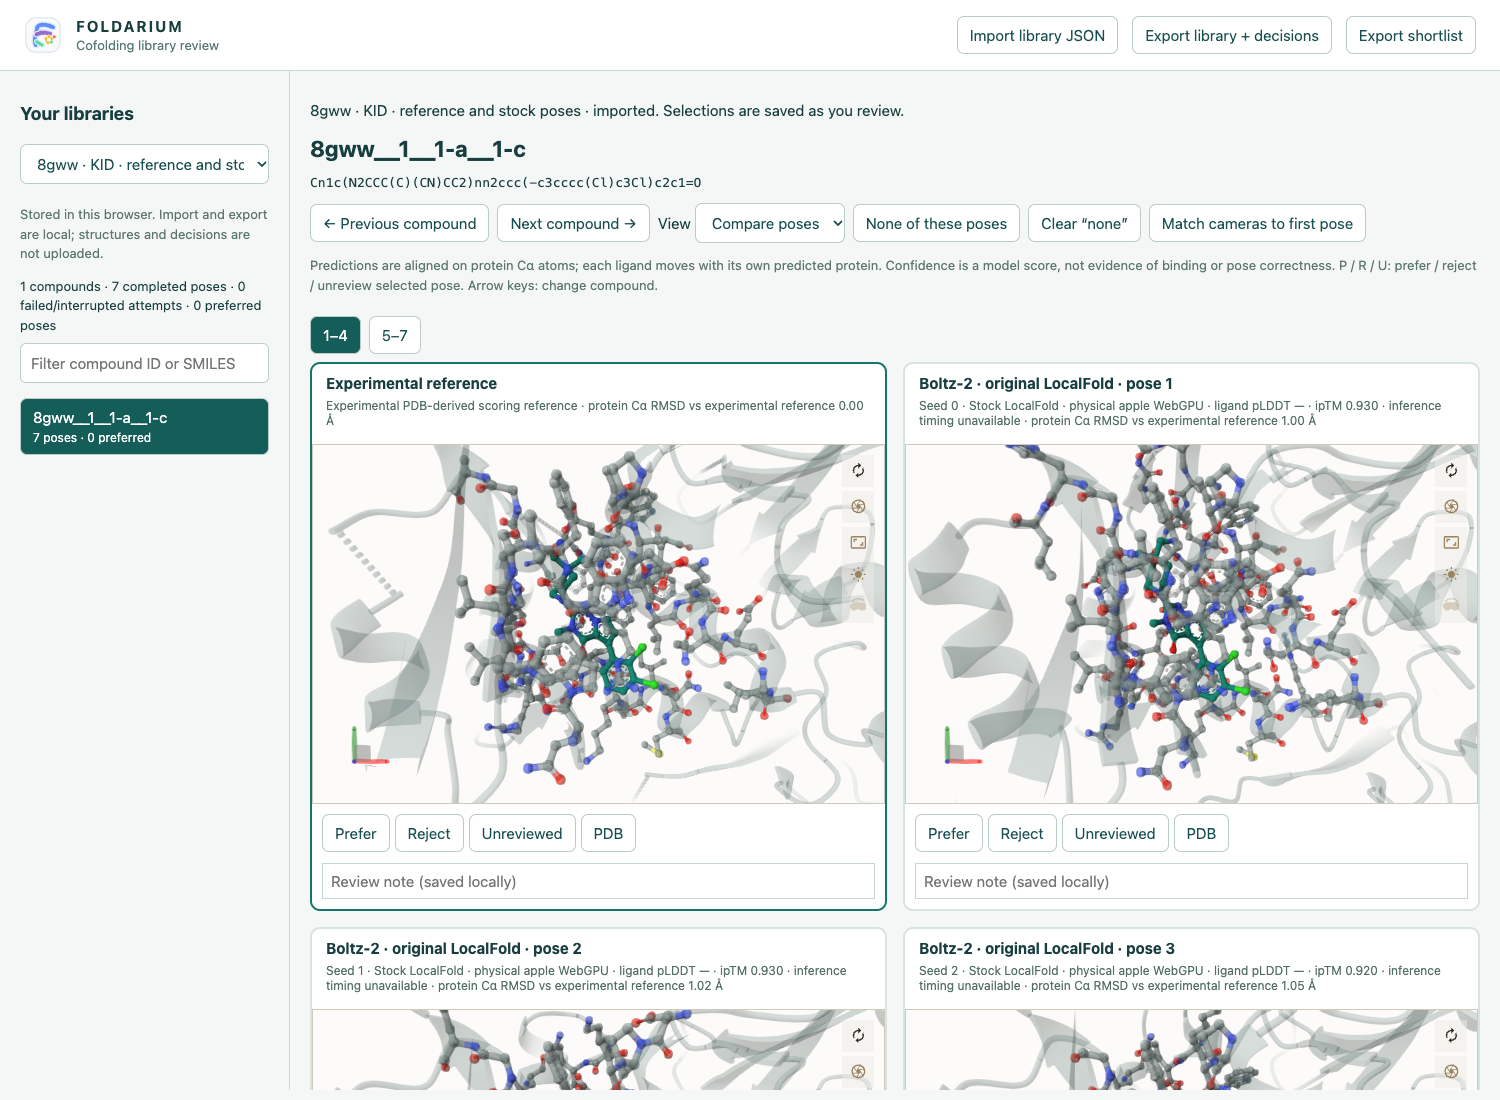 FOLDARIUM
Cofolding library review
Import library JSON
Export library + decisions
Export shortlist
Your libraries
8gww · KID · reference and stc
Stored in this browser. Import and export
are local; structures and decisions are
not uploaded.
1 compounds · 7 completed poses · 0
failed/interrupted attempts · 0 preferred
poses
Filter compound ID or SMILES
8gww__1__1-a__1-c
7 poses · 0 preferred
8gww · KID · reference and stock poses · imported. Selections are saved as you review.
8gww__1__1-a__1-c
Cn1c(N2CCC(C)(CN)CC2)nn2ccc(-c3cccc(Cl)c3Cl)c2c1=O
← Previous compound
Next compound →
View
Compare poses
None of these poses
Clear “none”
Match cameras to first pose
Predictions are aligned on protein Cα atoms; each ligand moves with its own predicted protein. Confidence is a model score, not evidence of binding or pose correctness. P / R / U: prefer / reject
/ unreview selected pose. Arrow keys: change compound.
1–4
5–7
Experimental reference
Experimental PDB-derived scoring reference · protein Cα RMSD vs experimental reference 0.00
Å
Prefer
Reject
Unreviewed
PDB
Review note (saved locally)
Boltz-2 · original LocalFold · pose 1
Seed 0 · Stock LocalFold · physical apple WebGPU · ligand pLDDT — · ipTM 0.930 · inference
timing unavailable · protein Cα RMSD vs experimental reference 1.00 Å
Prefer
Reject
Unreviewed
PDB
Review note (saved locally)
Boltz-2 · original LocalFold · pose 2
Seed 1 · Stock LocalFold · physical apple WebGPU · ligand pLDDT — · ipTM 0.930 · inference
timing unavailable · protein Cα RMSD vs experimental reference 1.02 Å
Boltz-2 · original LocalFold · pose 3
Seed 2 · Stock LocalFold · physical apple WebGPU · ligand pLDDT — · ipTM 0.920 · inference
timing unavailable · protein Cα RMSD vs experimental reference 1.05 Å